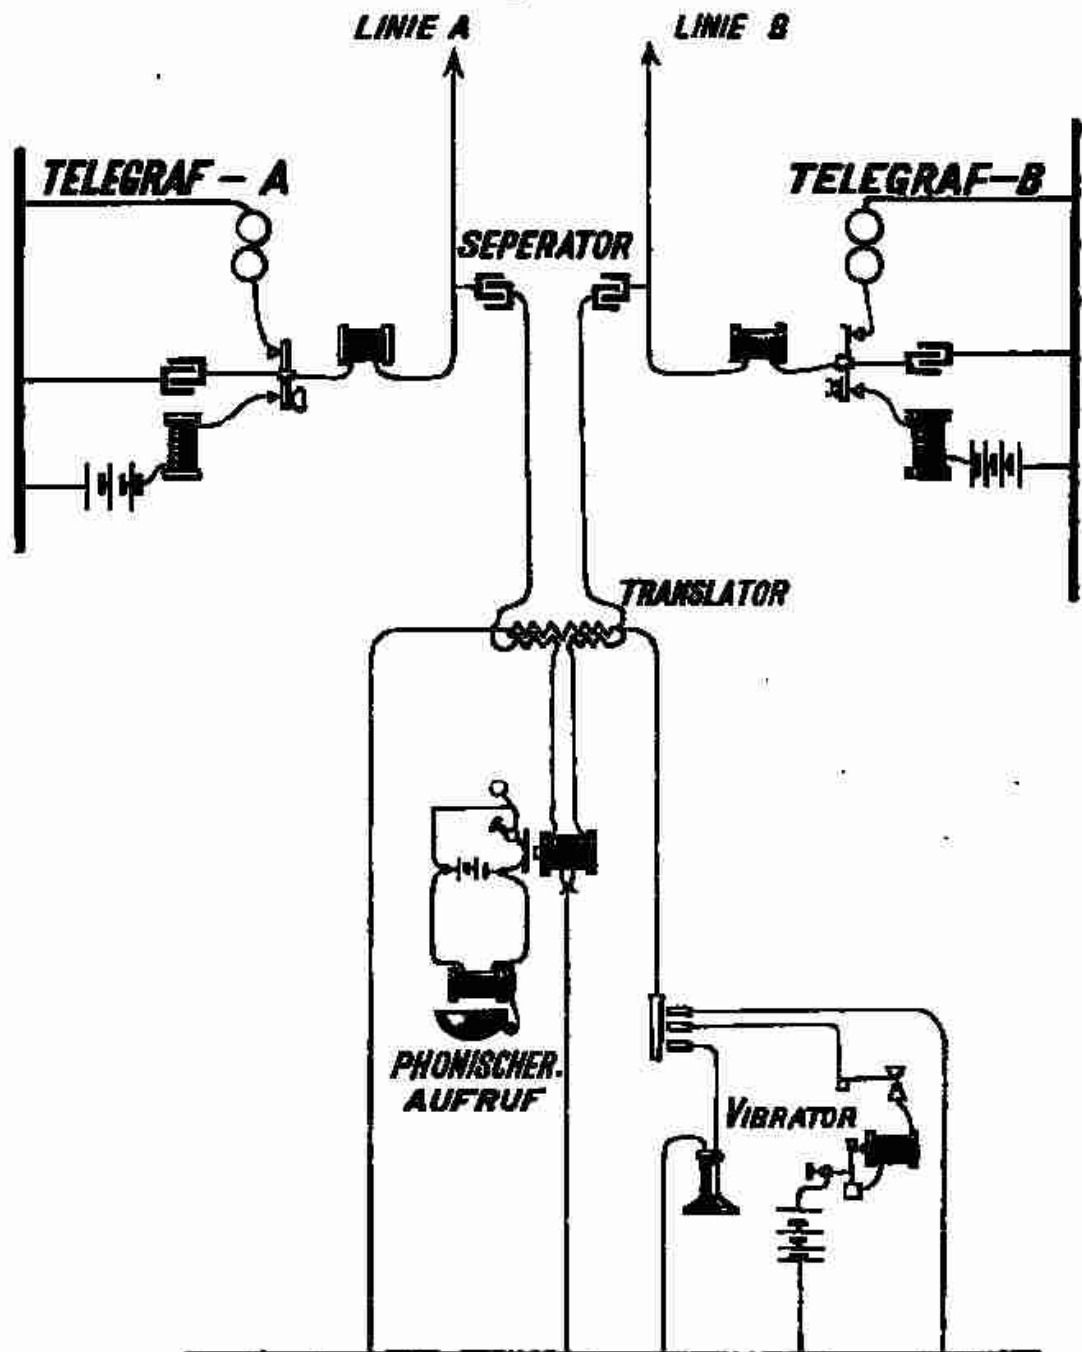 LINIE A
LINIE B
TELEGRAF - A
TELEGRAF-B
SEPERATOR
TRANSLATOR
PHONISCHER.
AUFRUF
VIBRATOR